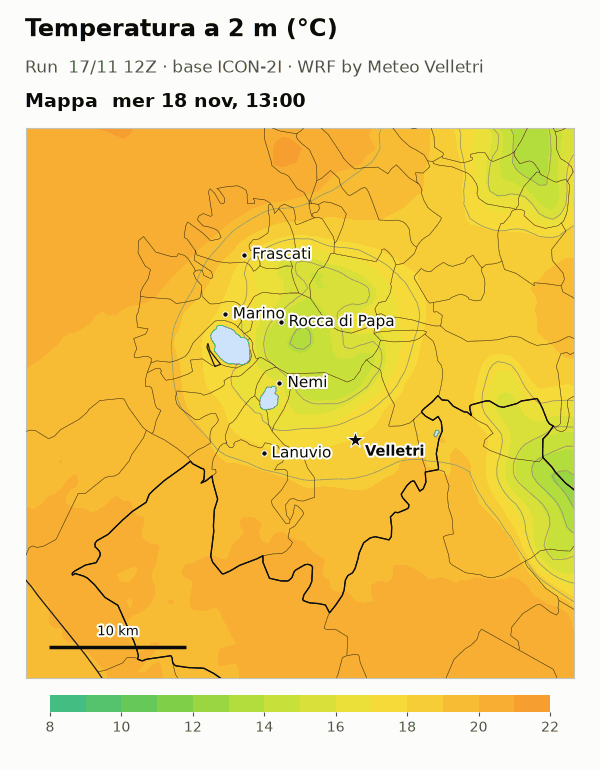 Temperatura a 2 m (°C)
Run  17/11 12Z · base ICON-2I · WRF by Meteo Velletri
Mappa  mer 18 nov, 13:00
Frascati
Marino
Rocca di Papa
Nemi
Velletri
Lanuvio
10 km
8 10 12 14 16 18 20 22